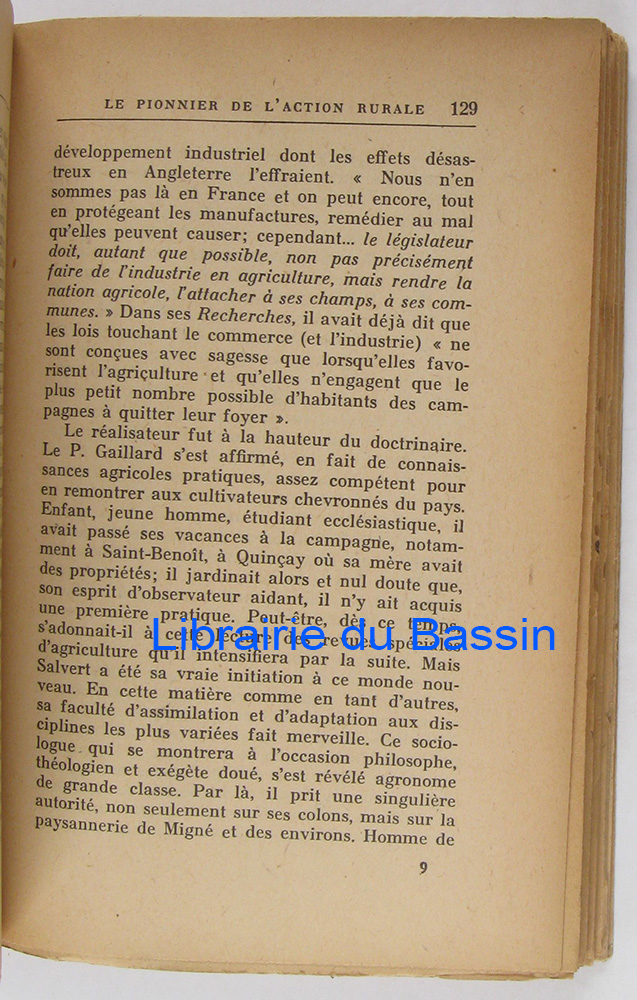 LE PIONNIER DE L'ACTION RURALE 129
développement industriel dont les effets désas-
treux en Angleterre l'effraient. « Nous n'en
sommes pas là en France et on peut encore, tout
en protégeant les manufactures, remédier au mal
qu'elles peuvent causer; cependant... le législateur
doit, autant que possible, non pas précisément
faire de l'industrie en agriculture, mais rendre la
nation agricole, l'attacher à ses champs, à ses com-
munes. » Dans ses Recherches, il avait déjà dit que
les lois touchant le commerce (et l'industrie) « ne
sont conçues avec sagesse que lorsqu'elles favo-
risent l'agriculture et qu'elles n'engagent que le
plus petit nombre possible d'habitants des cam-
pagnes à quitter leur foyer ».
Le réalisateur fut à la hauteur du doctrinaire.
Le P. Gaillard s'est affirmé, en fait de connais-
sances agricoles pratiques, assez compétent pour
en remontrer aux cultivateurs chevronnés du pays.
Enfant, jeune homme, étudiant ecclésiastique, il
avait passé ses vacances à la campagne, notam-
ment à Saint-Benoît, à Quinçay où sa mère avait
des propriétés; il jardinait alors et nul doute que,
son esprit d'observateur aidant, il n'y ait acquis
une première pratique. Peut-être, dès ce temps,
s'adonnait-il à cette lecture des revues spéciales
Librairie du Bassin
d'agriculture qu'il intensifiera par la suite. Mais
Salvert a été sa vraie initiation à ce monde nou-
veau. En cette matière comme en tant d'autres,
sa faculté d'assimilation et d'adaptation aux dis-
ciplines les plus variées fait merveille. Ce socio-
logue qui se montrera à l'occasion philosophe,
théologien et exégète doué, s'est révélé agronome
de grande classe. Par là, il prit une singulière
autorité, non seulement sur ses colons, mais sur la
paysannerie de Migné et des environs. Homme de
9